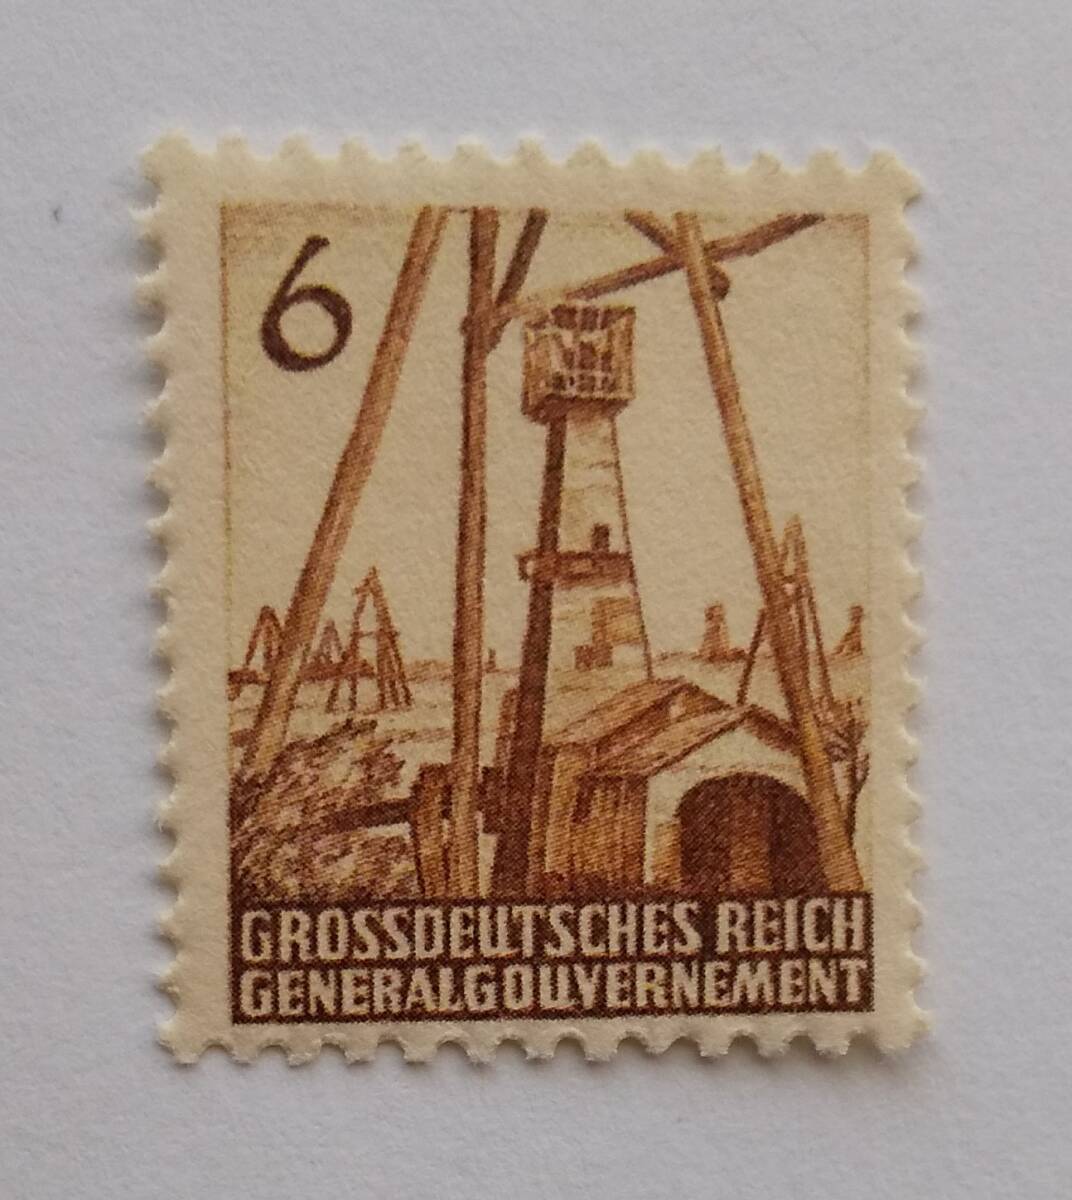 6
GROSSDEUTSCHES REICH
GENERALGOUVERNEMENT